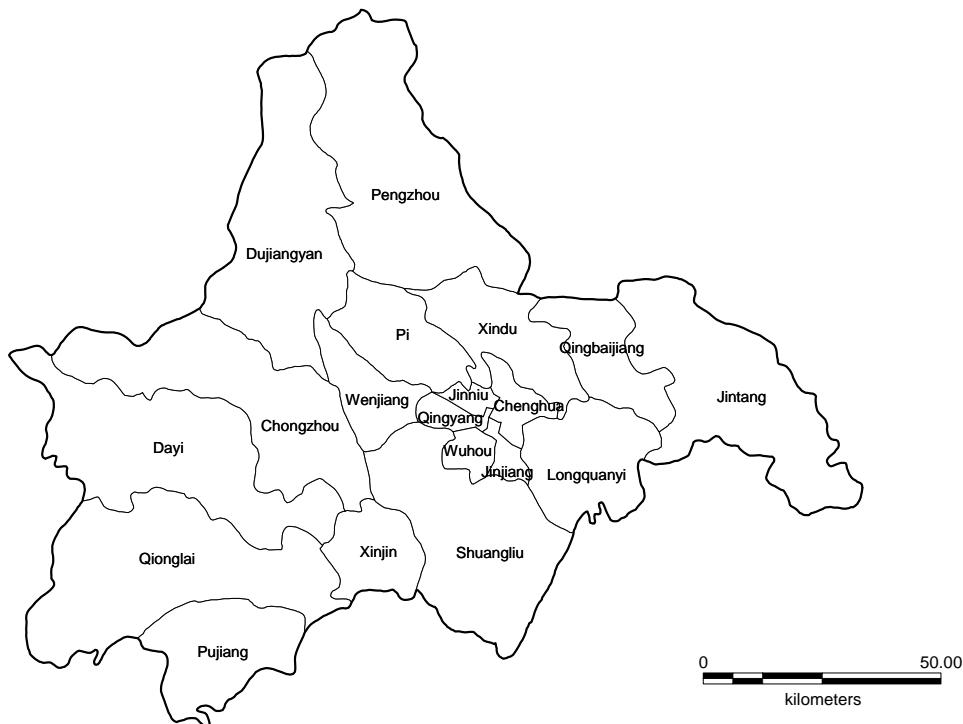 Pengzhou
Dujiangyan
Pi
Xindu
Qingbaijiang
Jintang
Jinniu
Wenjiang
Chenghua
Qingyang
Chongzhou
Dayi
Wuhou
Jinjiang
Longquanyi
Xinjin
Shuangliu
Qionglai
Pujiang
0 50.00
kilometers